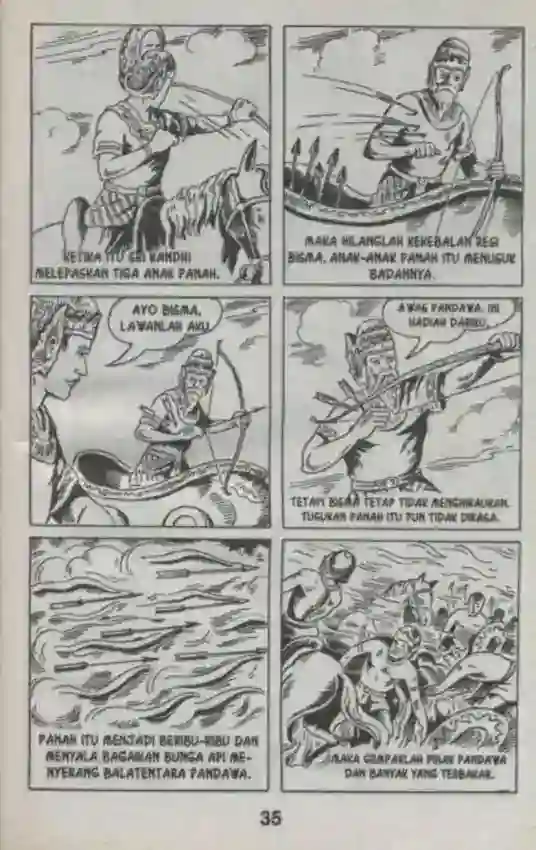 KETIKA ITU SRI KANDHI
MELEPASKAN TIGA ANAK PANAH.
MAKA HILANGLAH KEKEBALAN RESI
BISMA, ANAK-ANAK PANAH ITU MENUSUK
BADANNYA.
AYO BISMA,
LAWANLAH AKU.
AWAS PANDAWA, INI
HADIAH DARIKU.
TETAPI BISMA TETAP TIDAK MENGHIRAUKAN.
TUSUKAN PANAH ITU PUN TIDAK DIRASA.
PANAH ITU MENJADI BERIBU-RIBU DAN
MENYALA BAGAIKAN BUNGA API ME-
NYERANG BALATENTARA PANDAWA.
MAKA GEMPARLAH PIHAK PANDAWA
DAN BANYAK YANG TERBAKAR.
35